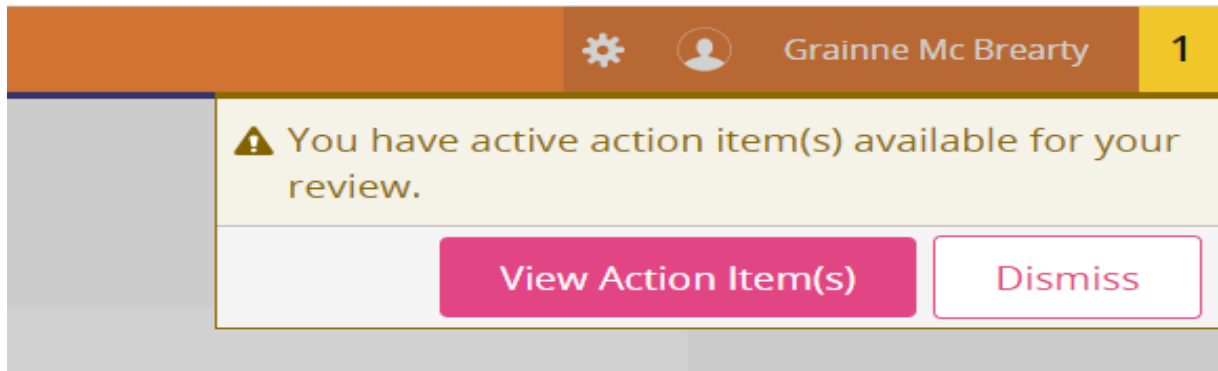 Grainne Mc Brearty 1
You have active action item(s) available for your
review.
View Action Item(s) Dismiss